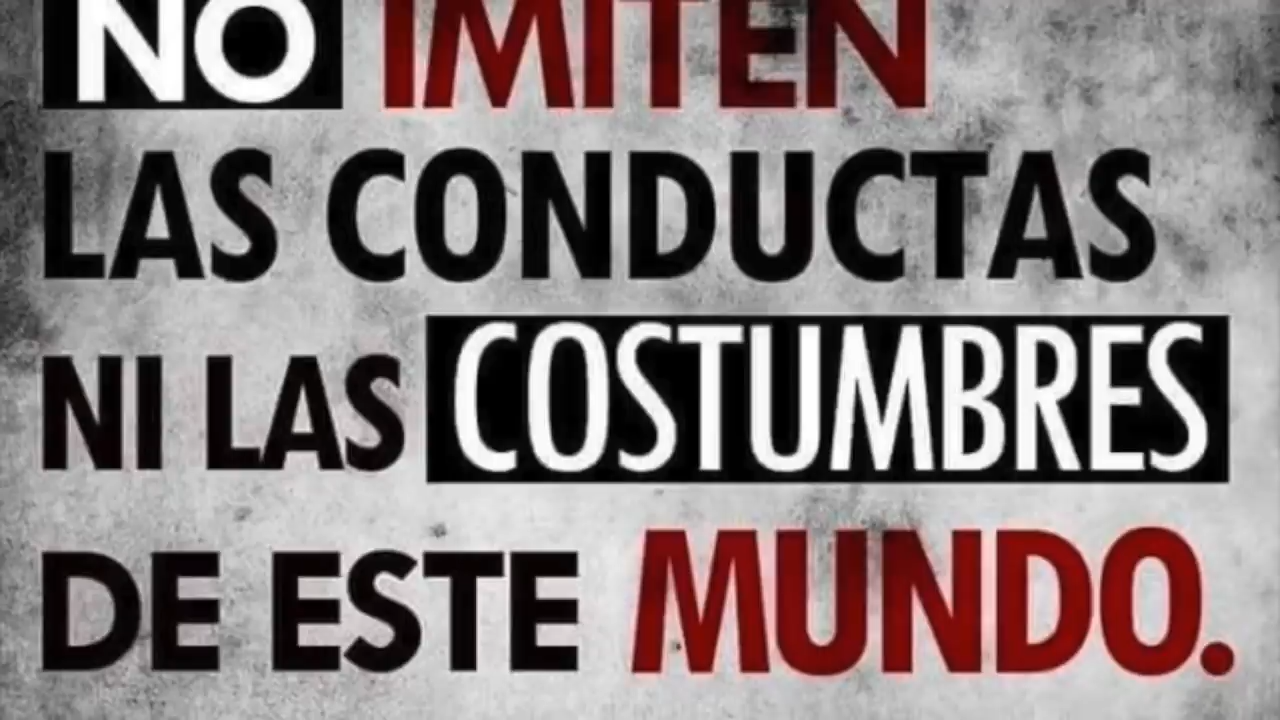 NO IMITEN
LAS CONDUCTAS
NI LAS COSTUMBRES
DE ESTE MUNDO.